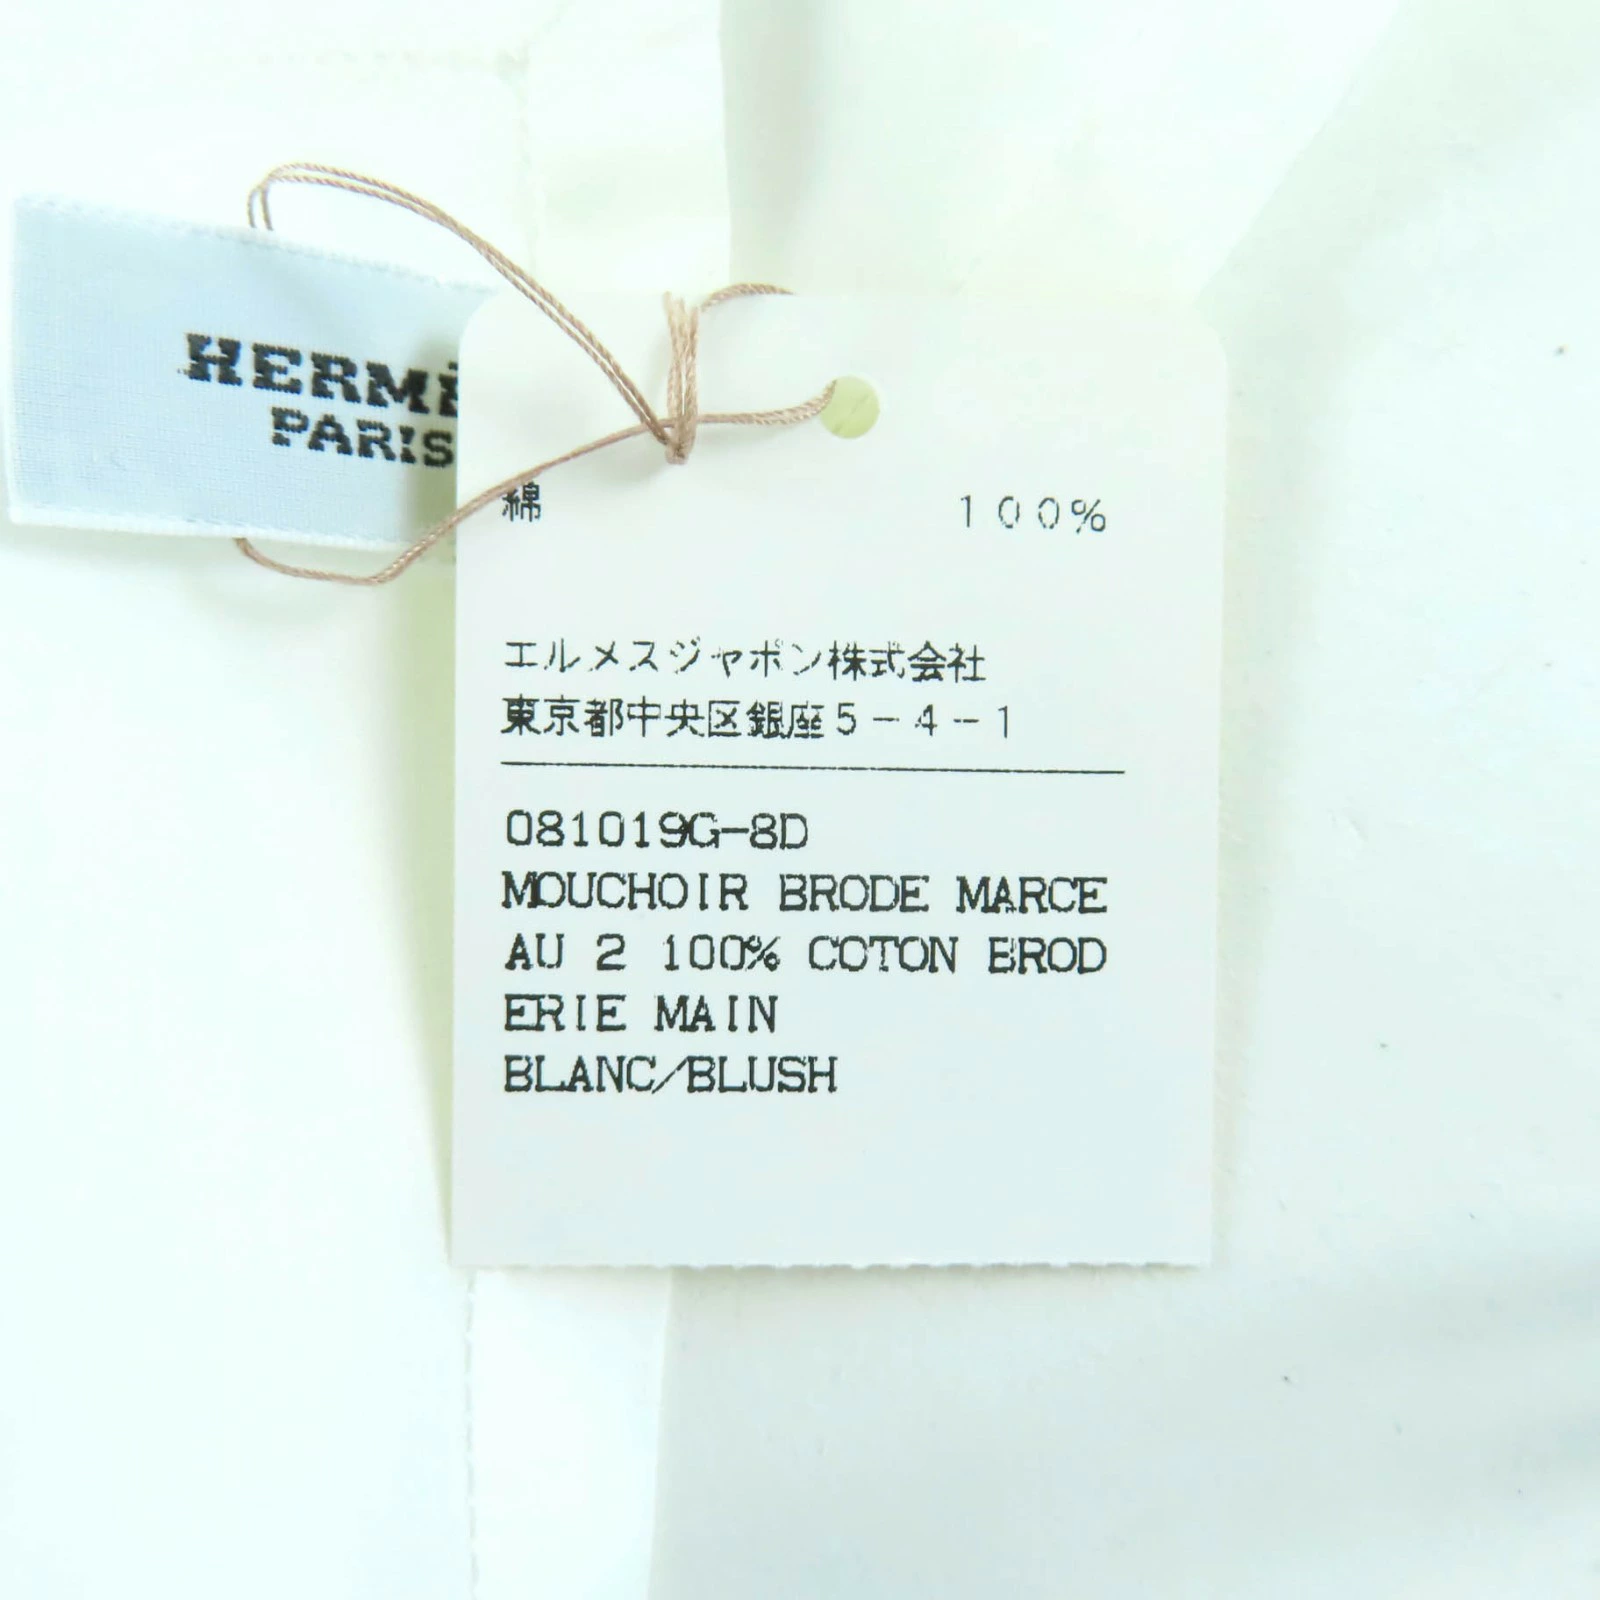 HERMÈ
PARIS
綿 100%
エルメスジャポン株式会社
東京都中央区銀座5-4-1
081019G-8D
MOUCHOIR BRODE MARCE
AU 2 100% COTON BROD
ERIE MAIN
BLANC/BLUSH